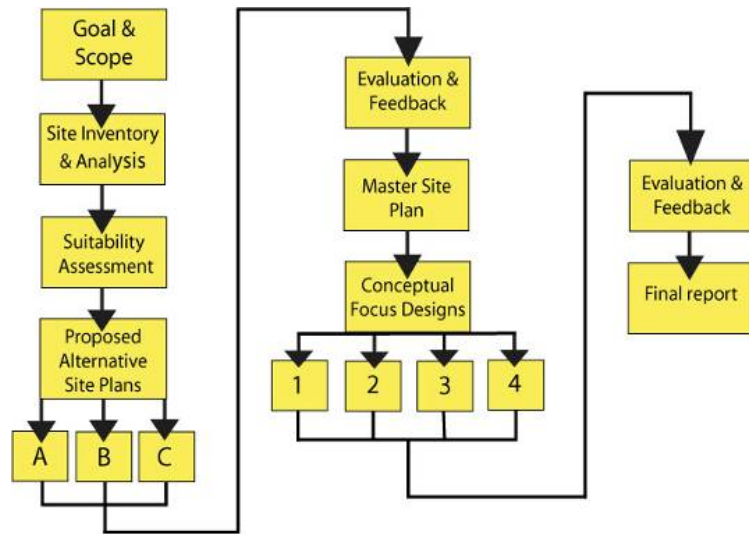 Goal &
Scope
Site Inventory
& Analysis
Suitability
Assessment
Proposed
Alternative
Site Plans
A
B
C
Evaluation &
Feedback
Master Site
Plan
Conceptual
Focus Designs
1
2
3
4
Evaluation &
Feedback
Final report